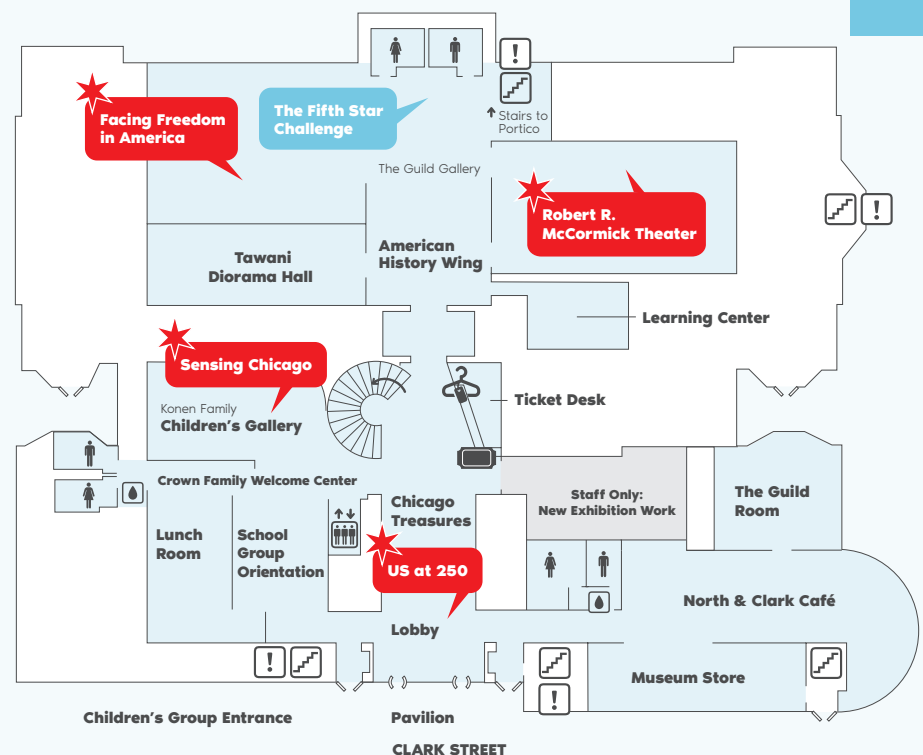 !
Facing Freedom
in America
The Fifth Star
Challenge
Stairs to
Portico
The Guild Gallery
Robert R.
McCormick Theater
!
Tawani
Diorama Hall
American
History Wing
Learning Center
Sensing Chicago
Konen Family
Children's Gallery
Ticket Desk
Crown Family Welcome Center
Chicago
Treasures
Staff Only:
New Exhibition Work
The Guild
Room
Lunch
Room
School
Group
Orientation
US at 250
North & Clark Café
Lobby
!
Museum Store
!
Children's Group Entrance
Pavilion
CLARK STREET